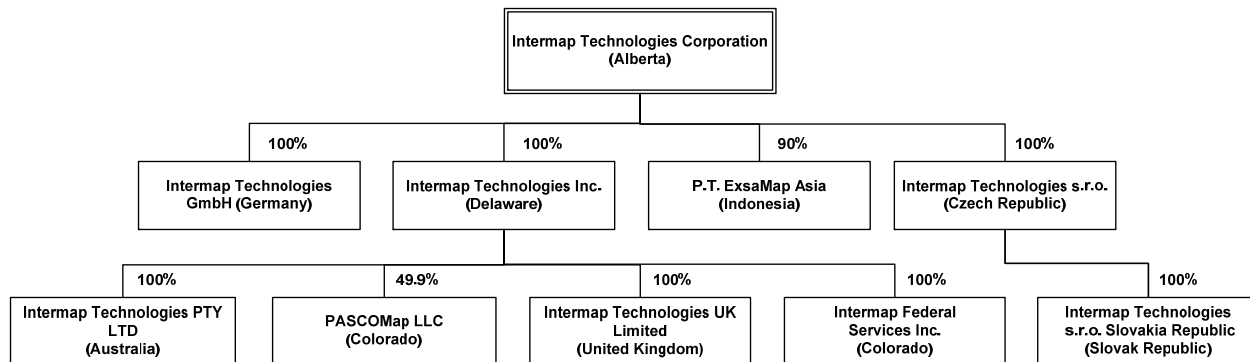 Intermap Technologies Corporation
(Alberta)
100%
100%
90%
100%
Intermap Technologies
GmbH (Germany)
Intermap Technologies Inc.
(Delaware)
P.T. ExsaMap Asia
(Indonesia)
Intermap Technologies s.r.o.
(Czech Republic)
100%
49.9%
100%
100%
100%
Intermap Technologies PTY
LTD
(Australia)
PASCOMap LLC
(Colorado)
Intermap Technologies UK
Limited
(United Kingdom)
Intermap Federal
Services Inc.
(Colorado)
Intermap Technologies
s.r.o. Slovakia Republic
(Slovak Republic)